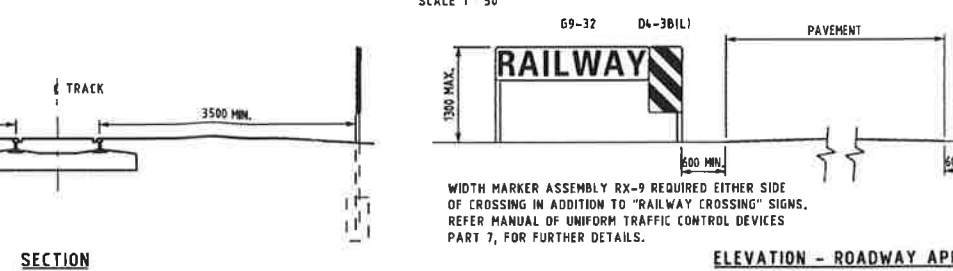 SCALE 1 : 50
G9-32 D4-3B(L)
PAVEMENT
RAILWAY
1300 MAX.
℄ TRACK
3500 MIN.
600 MIN.
WIDTH MARKER ASSEMBLY RX-9 REQUIRED EITHER SIDE
OF CROSSING IN ADDITION TO "RAILWAY CROSSING" SIGNS.
REFER MANUAL OF UNIFORM TRAFFIC CONTROL DEVICES
PART 7, FOR FURTHER DETAILS.
SECTION
ELEVATION - ROADWAY